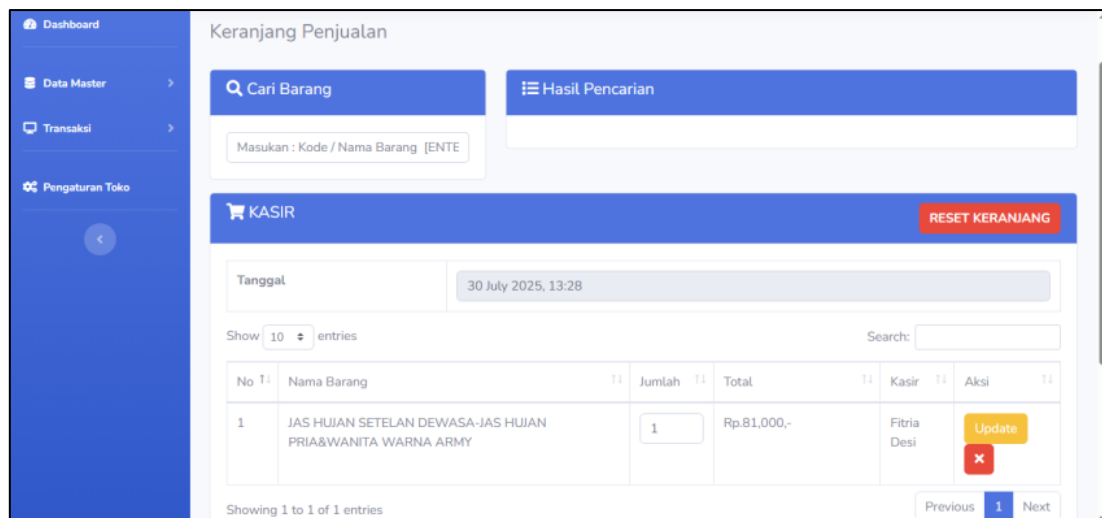 Dashboard
Data Master
Transaksi
Pengaturan Toko
Keranjang Penjualan
Cari Barang
Masukan : Kode / Nama Barang [ENTE
Hasil Pencarian
KASIR
RESET KERANJANG
Tanggal
30 July 2025, 13:28
Show 10 entries
Search:
No Nama Barang Jumlah Total Kasir Aksi
1 JAS HUJAN SETELAN DEWASA-JAS HUJAN 1 Rp.81,000,- Fitria Update
PRIA&WANITA WARNA ARMY Desi
Showing 1 to 1 of 1 entries
Previous 1 Next